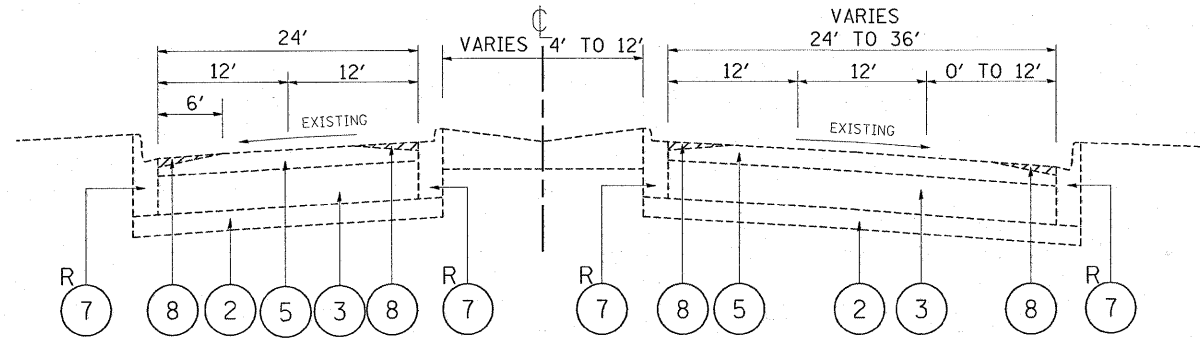 ℄
VARIES
24'
VARIES 4' TO 12'
24' TO 36'
12'
12'
12'
12'
0' TO 12'
6'
EXISTING
EXISTING
R
R
R
R
7
8
2
5
3
8
7
7
8
5
2
3
8
7